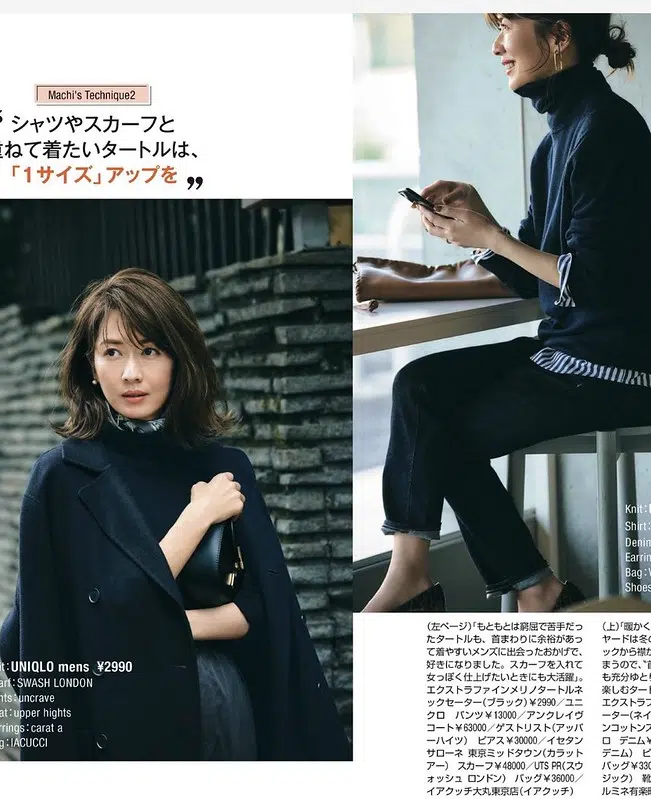 Machi's Technique2
シャツやスカーフと
重ねて着たいタートルは、
「1サイズ」アップを ”
UNIQLO mens ¥2990
SWASH LONDON
uncrave
upper hights
carat a
IACUCCI
Knit:
Shirt:
Denim
Earrin
Bag:
Shoes
(左ページ)「もともとは窮屈で苦手だっ
たタートルも、首まわりに余裕があっ
て着やすいメンズに出会ったおかげで、
好きになりました。スカーフを入れて
女っぽく仕上げたいときにも大活躍」。
エクストラファインメリノタートルネ
ックセーター(ブラック)¥2990/ユニ
クロ パンツ¥13000/アンクレイヴ
コート¥63000/ゲストリスト(アッパ
ーハイツ) ピアス¥30000/イセタン
サローネ 東京ミッドタウン(カラット
アー) スカーフ¥48000/UTS PR(スウ
ォッシュ ロンドン) バッグ¥36000/
イアクッチ大丸東京店(イアクッチ)
(上)「暖かく
ヤードは冬の
ックから襟が
まうので、“首
も充分ゆとり
楽しむタート
エクストラフ
ーター(ネイ
ンコットンス
ロ デニム¥
デニム) ピ
バッグ¥330
ジック) 靴
ルミネ有楽町